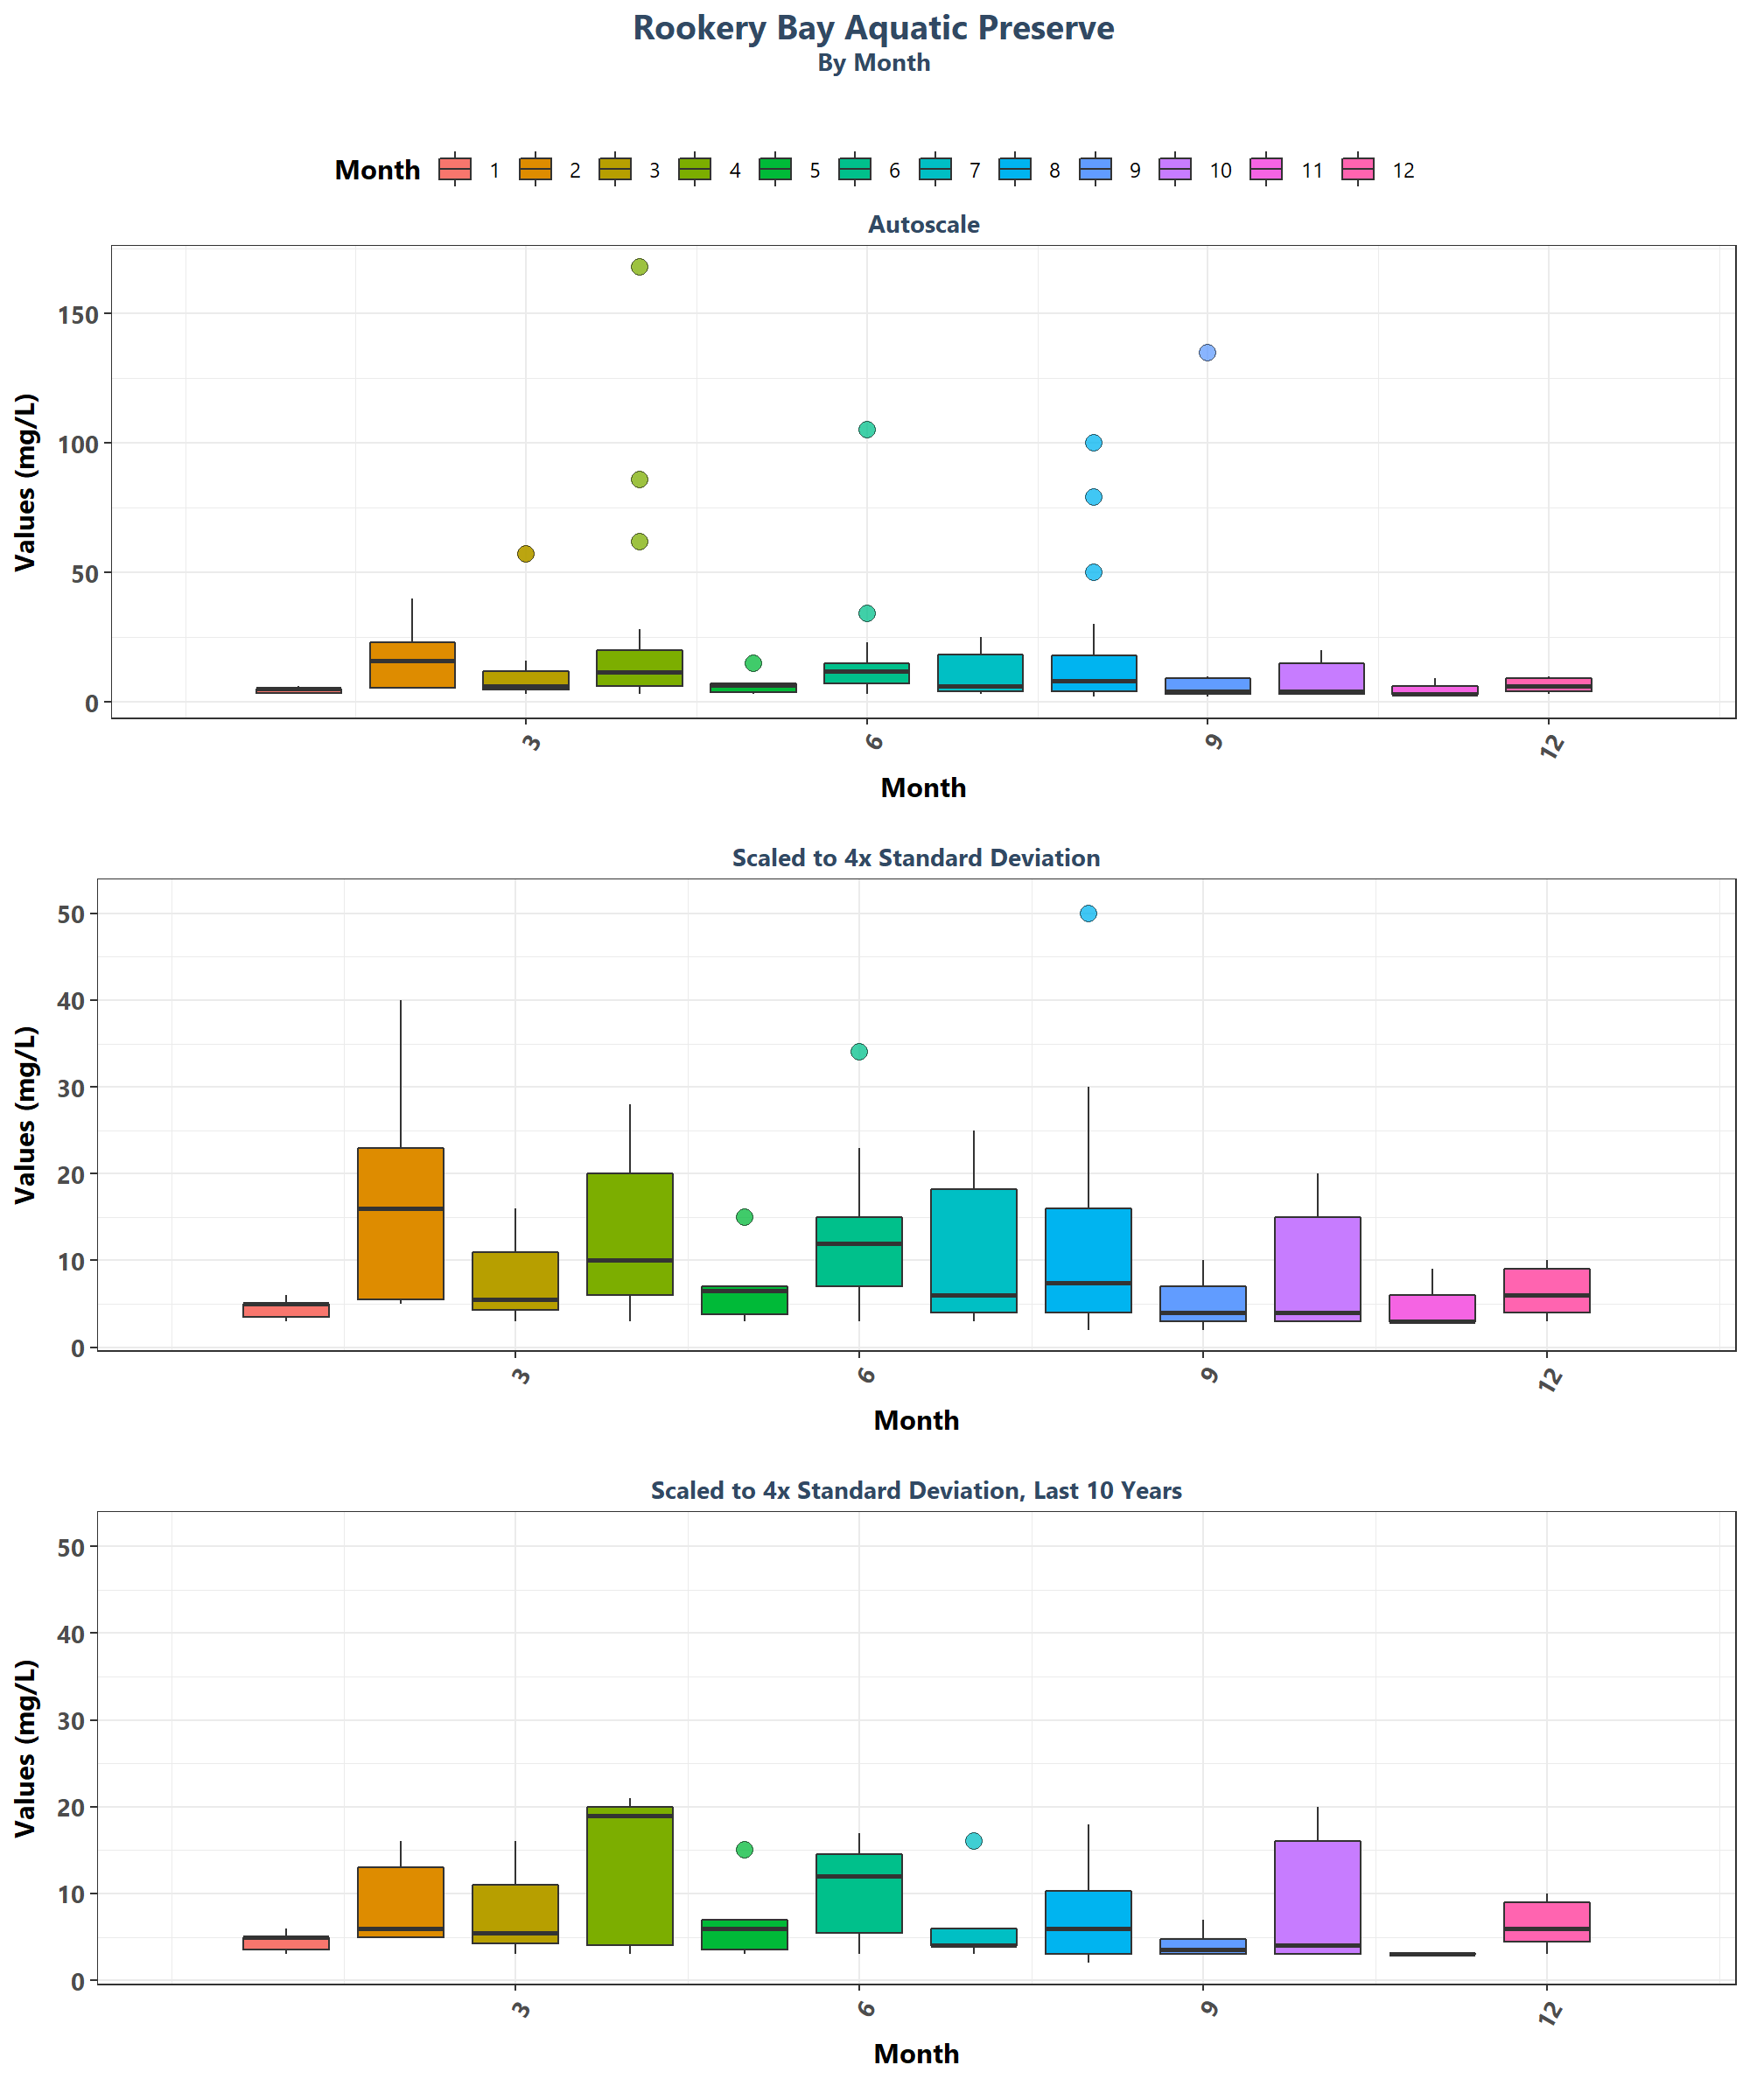 Rookery Bay Aquatic Preserve
By Month
Month 1 2 3 4 5 6 7 8 9 10 11 12
Autoscale
Values (mg/L)
150
100
50
0
3 6 9 12
Month
Scaled to 4x Standard Deviation
Values (mg/L)
50
40
30
20
10
0
3 6 9 12
Month
Scaled to 4x Standard Deviation, Last 10 Years
Values (mg/L)
50
40
30
20
10
0
3 6 9 12
Month